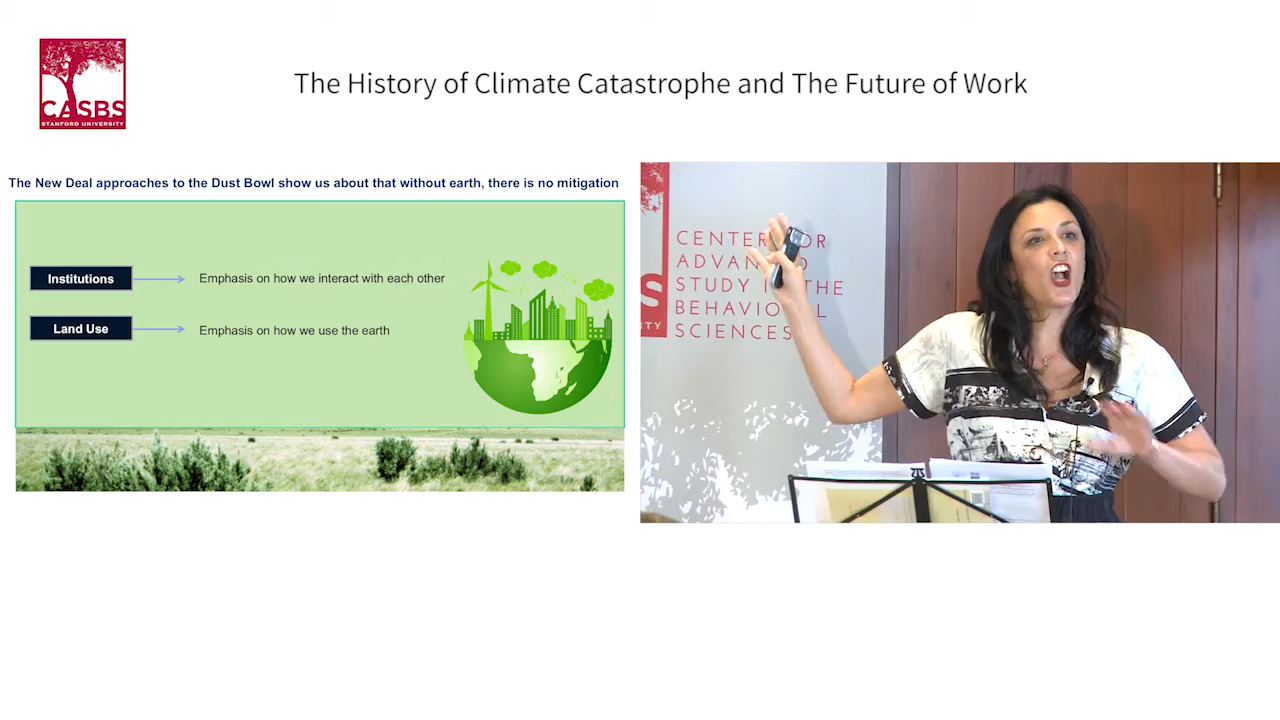 CASBS
STANFORD UNIVERSITY
The History of Climate Catastrophe and The Future of Work
The New Deal approaches to the Dust Bowl show us about that without earth, there is no mitigation
Institutions
Emphasis on how we interact with each other
Land Use
Emphasis on how we use the earth
CENTER FOR
ADVANCED
STUDY IN THE
BEHAVIORAL
SCIENCES